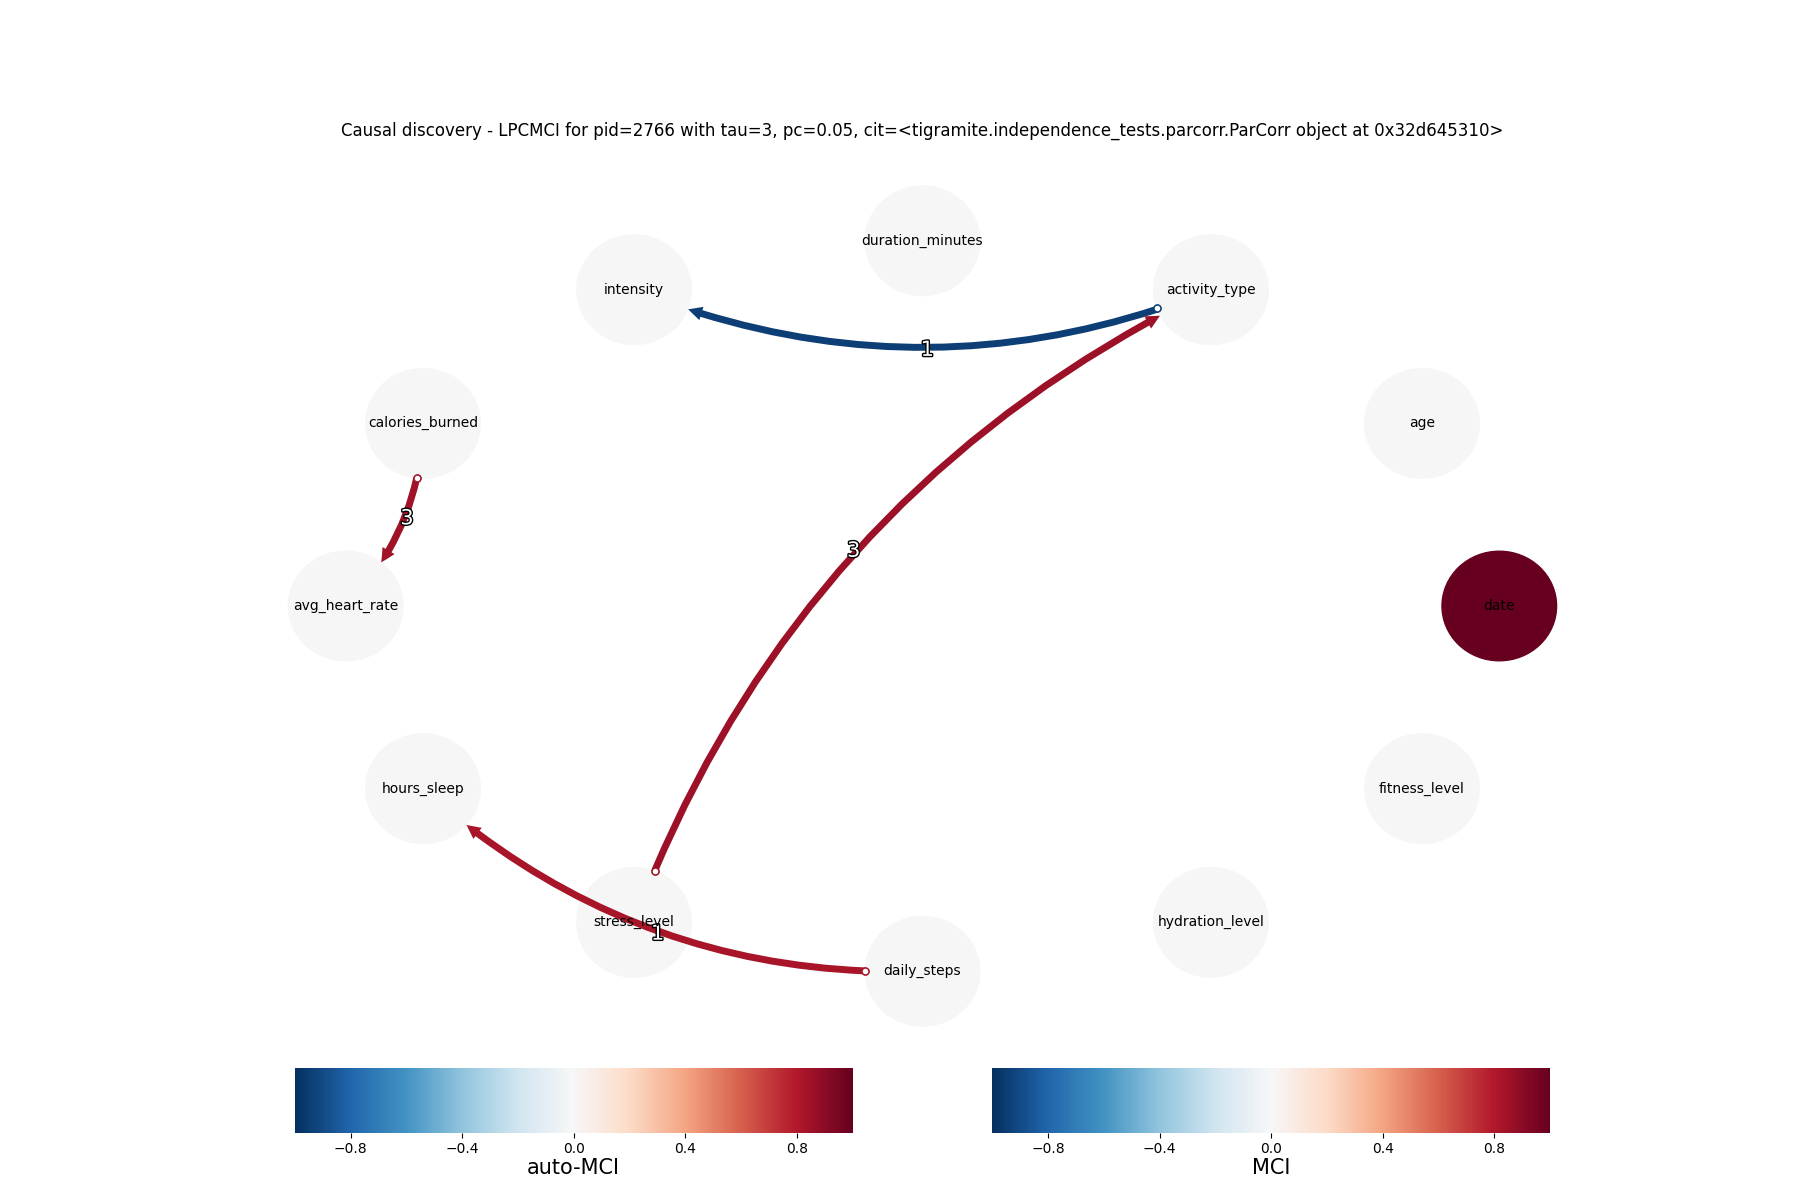 Causal discovery - LPCMCI for pid=2766 with tau=3, pc=0.05, cit=<tigramite.independence_tests.parcorr.ParCorr object at 0x32d645310>
duration_minutes
intensity
activity_type
1
calories_burned
age
3
3
avg_heart_rate
date
hours_sleep
fitness_level
stress_level
hydration_level
1
daily_steps
−0.8 −0.4 0.0 0.4 0.8
auto-MCI
−0.8 −0.4 0.0 0.4 0.8
MCI